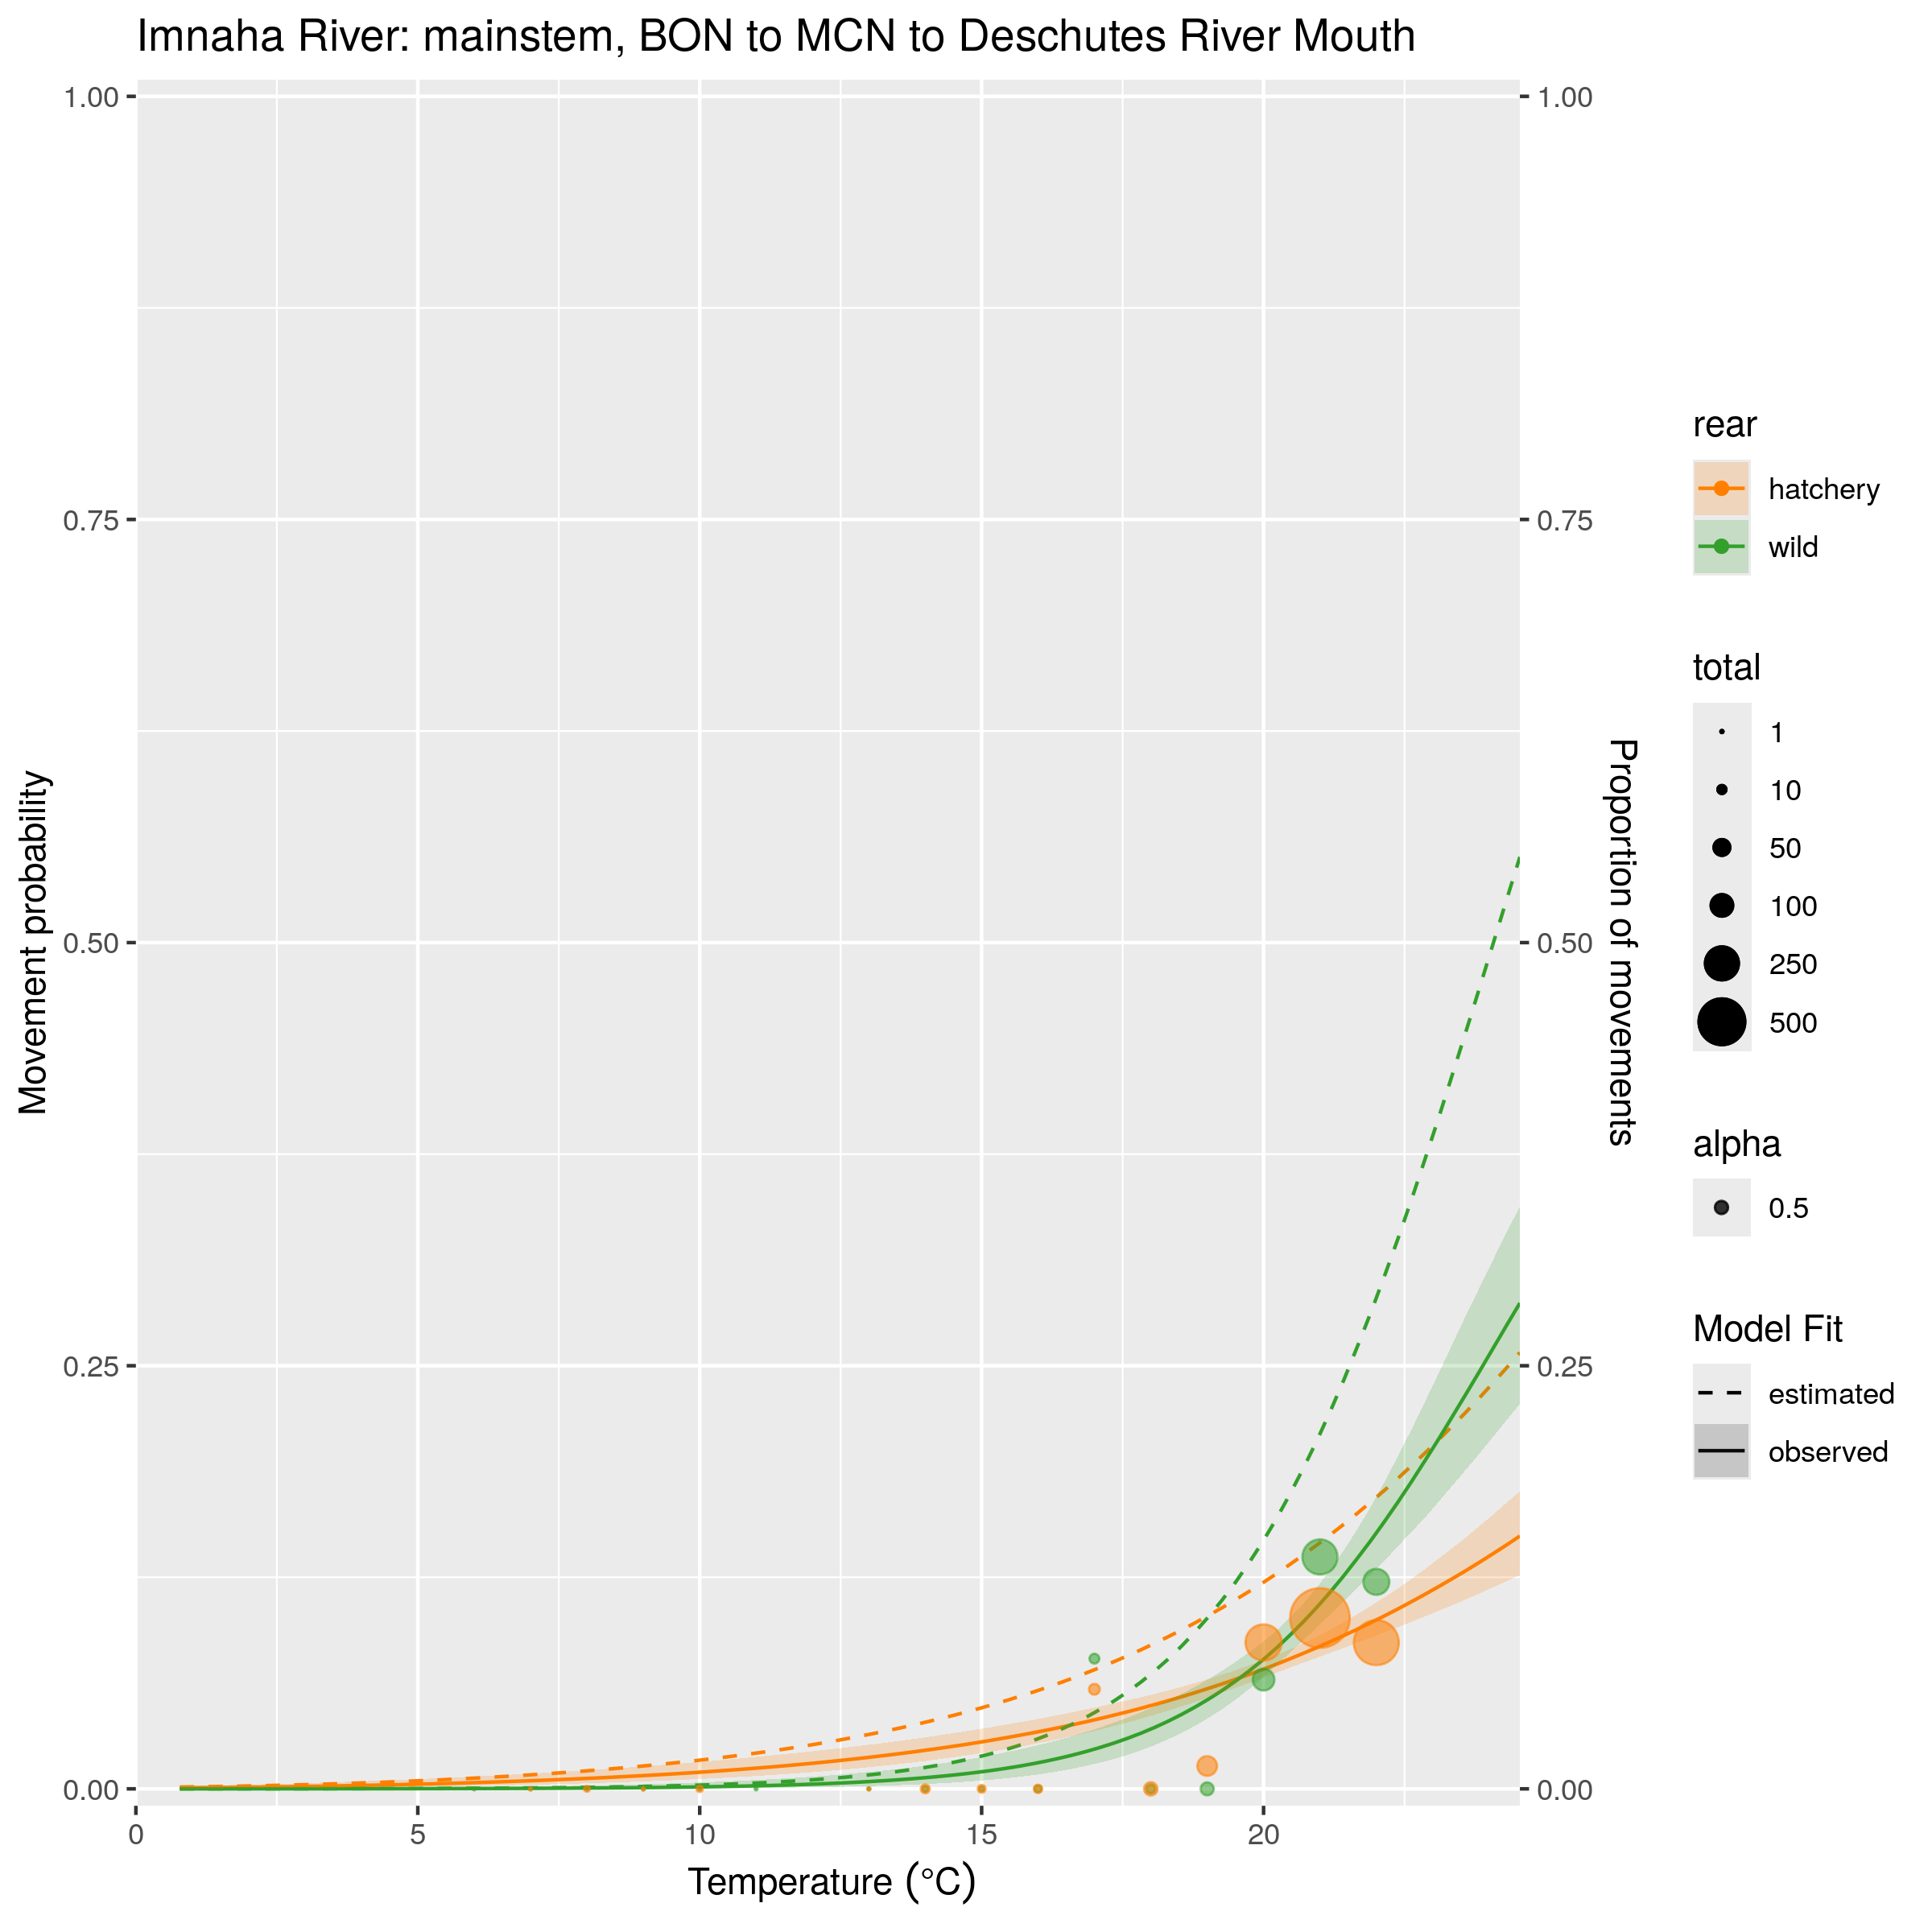 Imnaha River: mainstem, BON to MCN to Deschutes River Mouth
Movement probability
1.00
0.75
0.50
0.25
0.00
0
5
10
15
20
Temperature (°C)
1.00
0.75
0.50
0.25
0.00
Proportion of movements
rear
hatchery
wild
total
1
10
50
100
250
500
alpha
0.5
Model Fit
estimated
observed